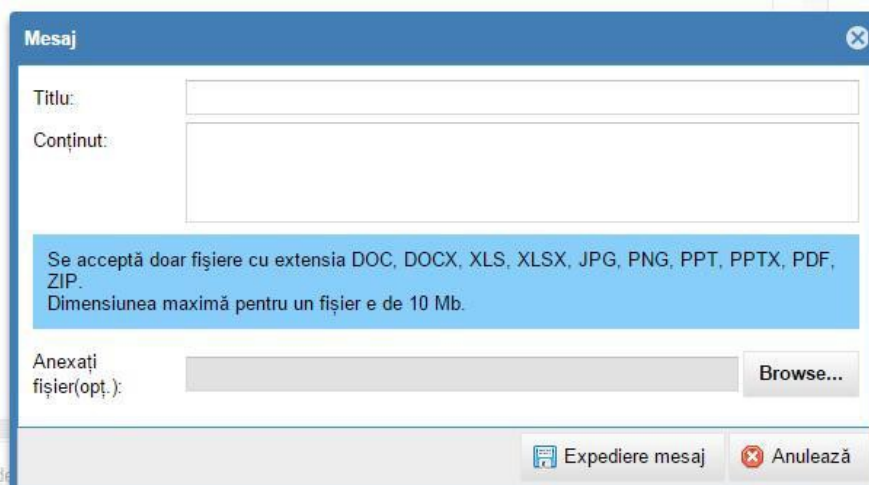 Mesaj
Titlu:
Conținut:
Se acceptă doar fişiere cu extensia DOC, DOCX, XLS, XLSX, JPG, PNG, PPT, PPTX, PDF,
ZIP.
Dimensiunea maximă pentru un fișier e de 10 Mb.
Anexați
fișier(opț.):
Browse...
Expediere mesaj
Anulează